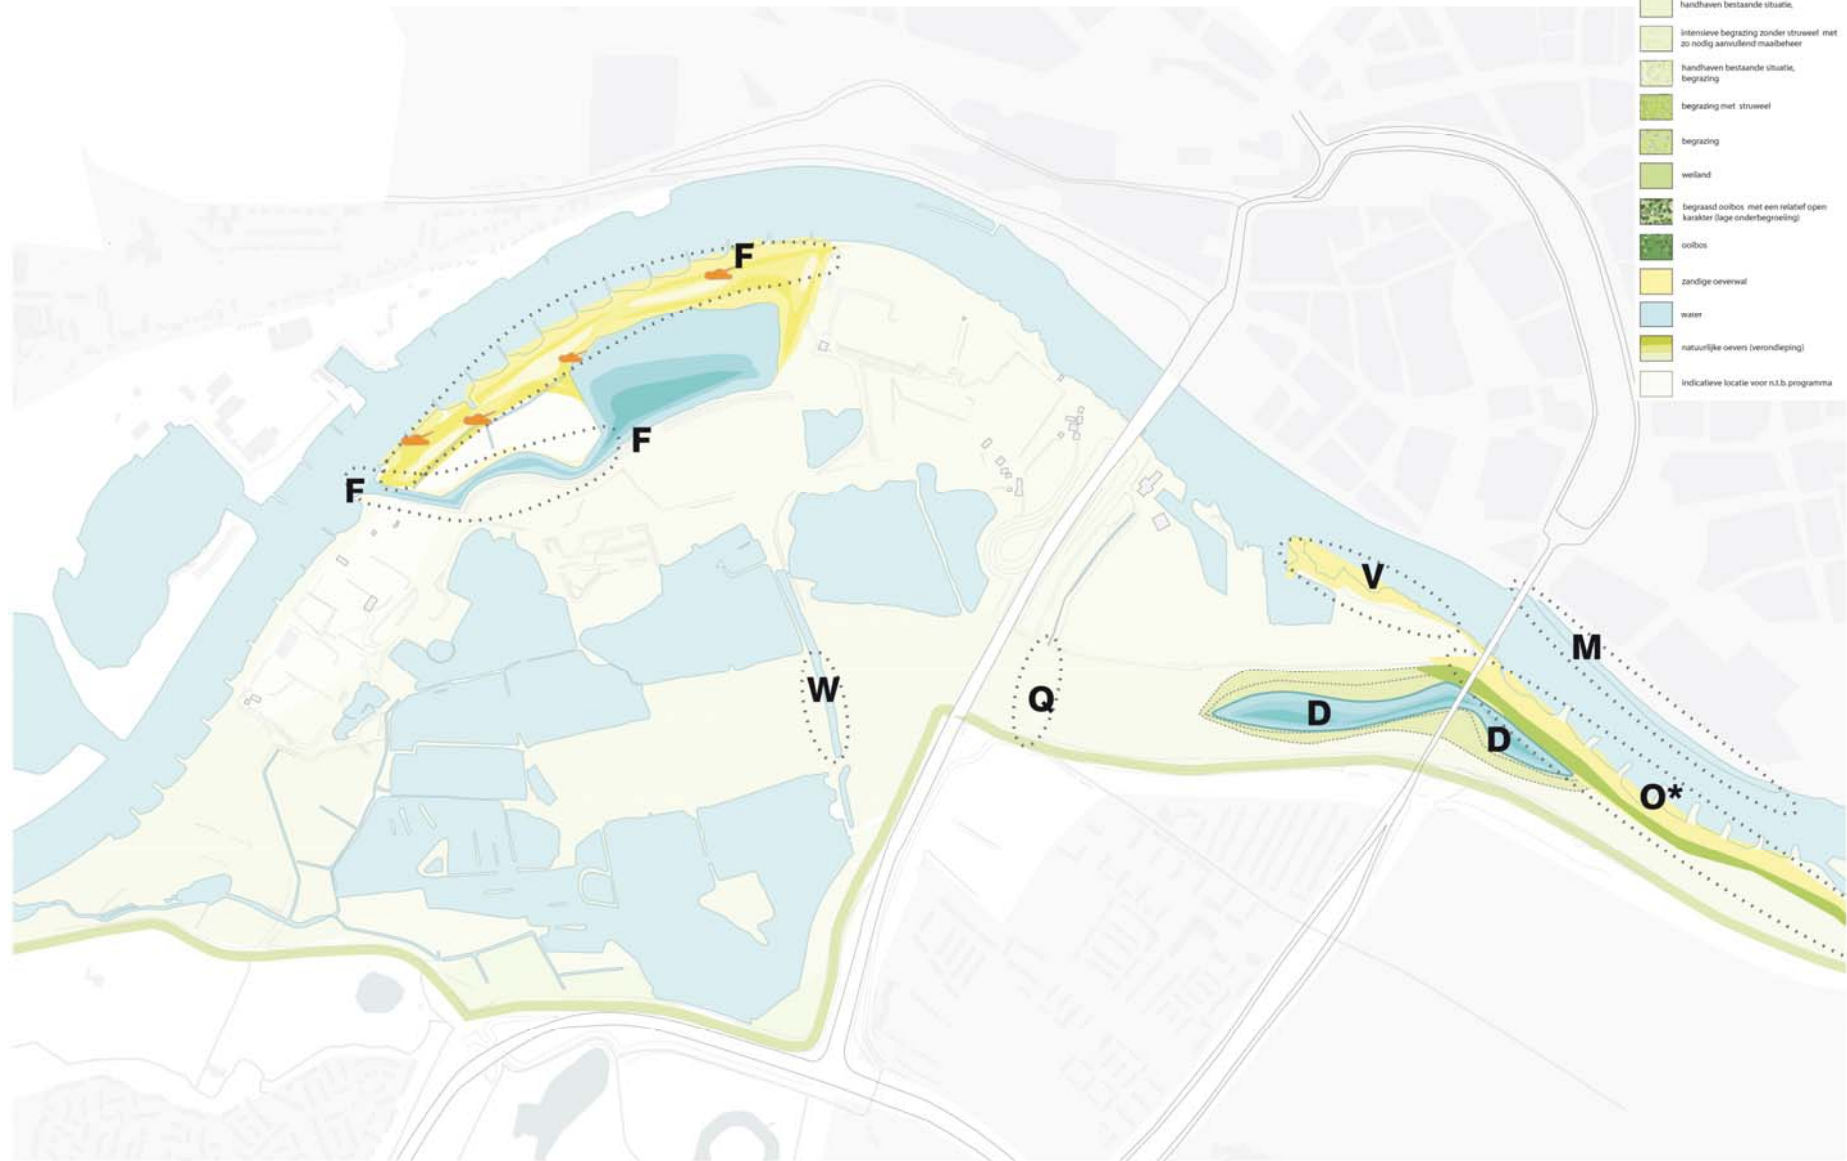 handhaven bestaande situatie,
intensieve begrazing zonder struweel met
zo nodig aanvullend maaibeheer
handhaven bestaande situatie,
begrazing
begrazing met struweel
begrazing
weiland
begraasd ooibos met een relatief open
karakter (lage onderbegroeiing)
ooibos
zandige oeverwal
water
natuurlijke oevers (verondieping)
indicatieve locatie voor n.t.b. programma
F
F
F
V
M
W
Q
D
D
O*